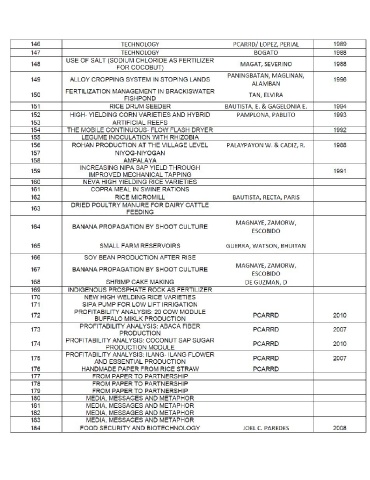 146 TECHNOLOGY PCARRD/ LOPEZ, PERIAL 1989
147 TECHNOLOGY BOGATO 1988
148 USE OF SALT (SODIUM CHLORIDE AS FERTILIZER FOR COCOBUT) MAGAT, SEVERINO 1988
149 ALLOY CROPPING SYSTEM IN STOPING LANDS PANINGBATAN, MAGLINAN, ALAMBAN 1996
150 FERTILIZATION MANAGEMENT IN BRACKISWATER FISHPOND TAN, ELVIRA
151 RICE DRUM SEEDER BAUTISTA, E. & GAGELONIA E. 1994
152 HIGH- YIELDING CORN VARIETIES AND HYBRID PAMPLONA, PABUTO 1993
153 ARTIFICIAL REEFS
154 THE MOBILE CONTINUOUS- FLOW FLASH DRYER 1992
155 LEGUME INOCULATION WITH RHIZOBIA
156 ROHAN PRODUCTION AT THE VILLAGE LEVEL PALAYPAYON W. & CADIZ, R. 1988
157 NIYOG-NIYOGAN
158 AMPALAYA
159 INCREASING NIPA SAP YIELD THROUGH IMPROVED MECHANICAL TAPPING 1991
160 NEVA HIGH YIELDING RICE VARIETIES
161 COPRA MEAL IN SWINE RATIONS
162 RICE MICROMILL BAUTISTA, RECTA, PARIS
163 DRIED POULTRY MANURE FOR DAIRY CATTLE FEEDING
164 BANANA PROPAGATION BY SHOOT CULTURE MAGNAYE, ZAMORW, ESCOBIDO
165 SMALL FARM RESERVOIRS GUERRA, WATSON, BHUIYAN
166 SOY BEAN PRODUCTION AFTER RISE
167 BANANA PROPAGATION BY SHOOT CULTURE MAGNAYE, ZAMORW, ESCOBIDO
168 SHRIMP CAKE MAKING DE GUZMAN, D
169 INDIGENOUS PHOSPHATE ROCK AS FERTILIZER
170 NEW HIGH WELDING RICE VARIETIES
171 SIPA PUMP FOR LOW LIFT IRRIGATION
172 PROFITABILITY ANALYSIS: 20 COW MODULE BUFFALO MIKLK PRODUCTION PCARRD 2010
173 PROFITABILITY ANALYSIS: ABACA FIBER PRODUCTION PCARRD 2007
174 PROFITABILITY ANALYSIS: COCONUT SAP SUGAR PRODUCTION MODULE PCARRD 2010
175 PROFITABILITY ANALYSIS: ILANG- ILANG FLOWER AND ESSENTIAL PRODUCTION PCARRD 2007
176 HANDMADE PAPER FROM RICE STRAW PCARRD
177 FROM PAPER TO PARTNERSHIP
178 FROM PAPER TO PARTNERSHIP
179 FROM PAPER TO PARTNERSHIP
180 MEDIA, MESSAGES AND METAPHOR
181 MEDIA, MESSAGES AND METAPHOR
182 MEDIA, MESSAGES AND METAPHOR
183 MEDIA, MESSAGES AND METAPHOR
184 FOOD SECURITY AND BIOTECHNOLOGY JOEL C. PAREDES 2008